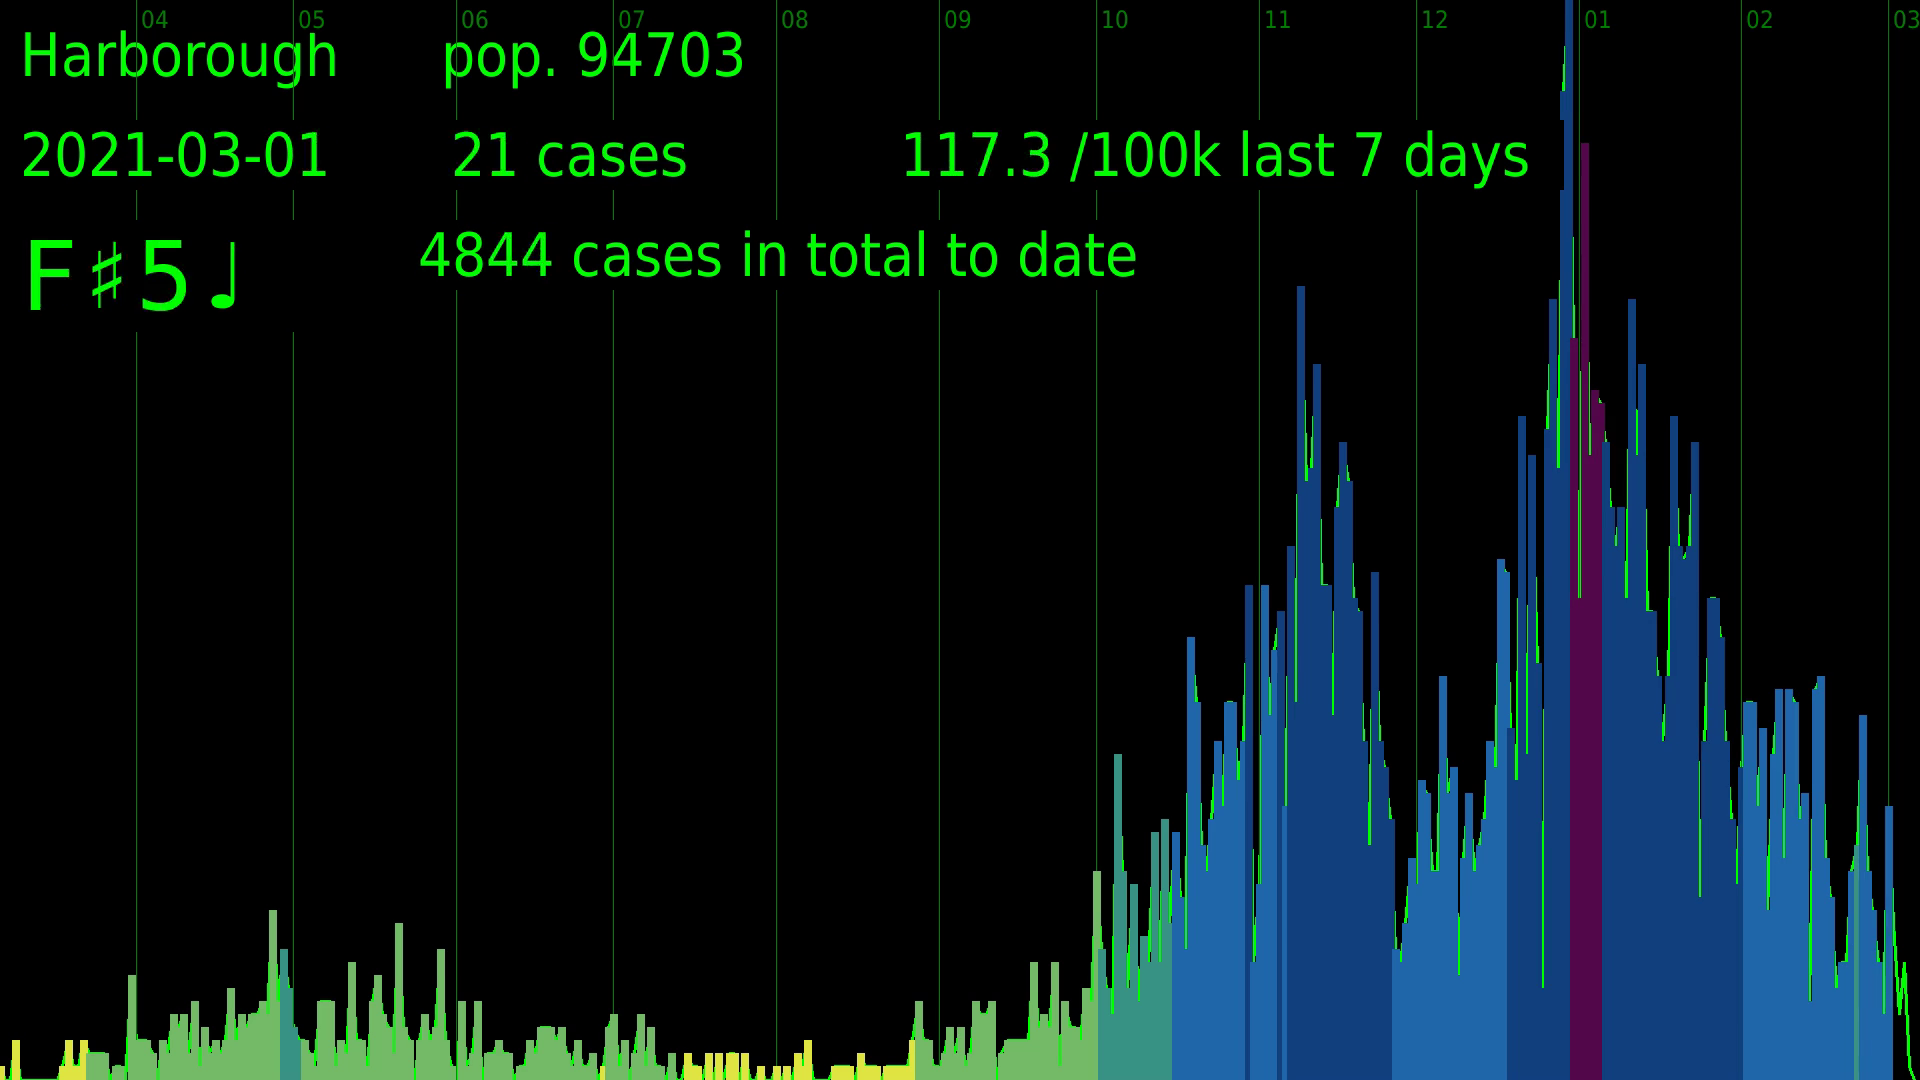 04 05 06 07 08 09 10 11 12 01 02 03
Harborough pop. 94703
2021-03-01 21 cases 117.3 /100k last 7 days
F♯5♩ 4844 cases in total to date